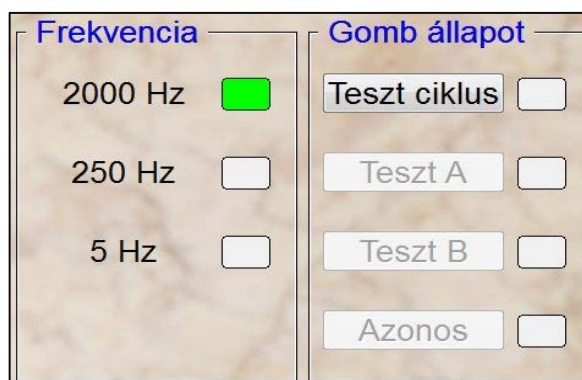 Frekvencia
2000 Hz
250 Hz
5 Hz
Gomb állapot
Teszt ciklus
Teszt A
Teszt B
Azonos